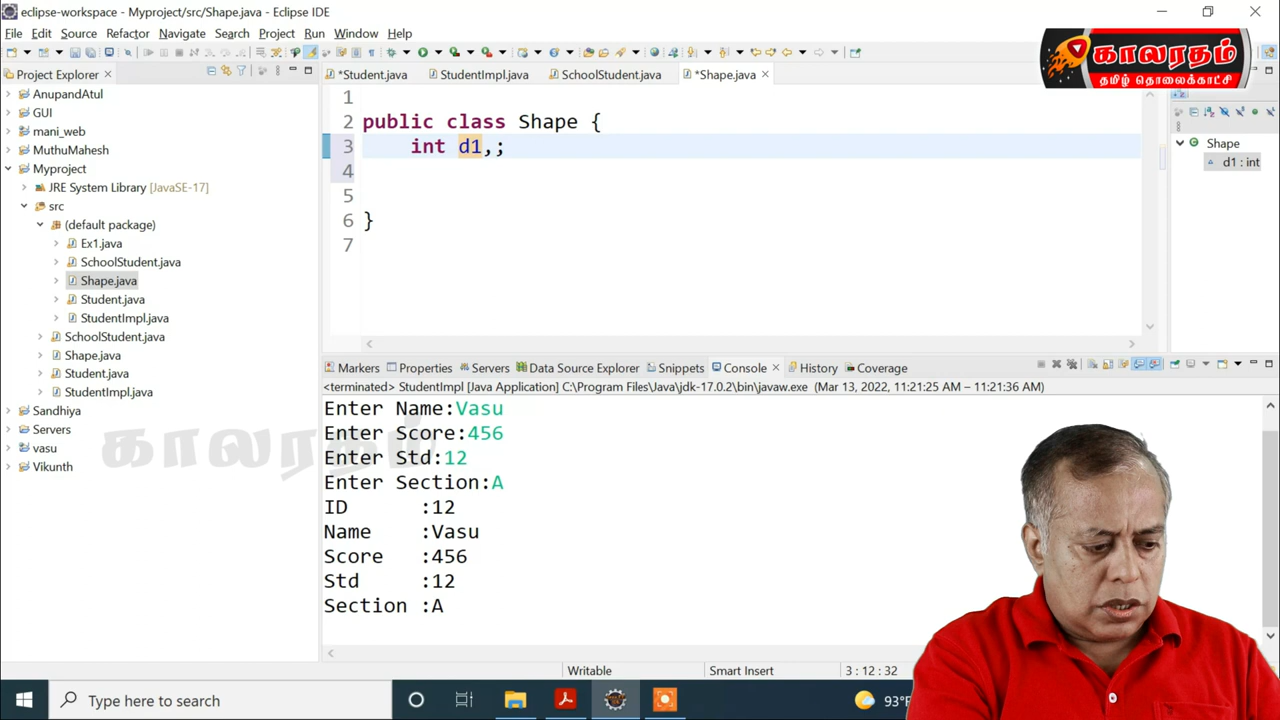 eclipse-workspace - Myproject/src/Shape.java - Eclipse IDE
File Edit Source Refactor Navigate Search Project Run Window Help
காலரதம்
தமிழ் தொலைக்காட்சி
Project Explorer
*Student.java StudentImpl.java SchoolStudent.java *Shape.java
AnupandAtul
GUI
mani_web
MuthuMahesh
Myproject
JRE System Library [JavaSE-17]
src
(default package)
Ex1.java
SchoolStudent.java
Shape.java
Student.java
StudentImpl.java
SchoolStudent.java
Shape.java
Student.java
StudentImpl.java
Sandhiya
Servers
vasu
Vikunth
காலரதம்
1
2 public class Shape {
3 int d1,;
4
5
6 }
7
Shape
d1 : int
Markers Properties Servers Data Source Explorer Snippets Console History Coverage
<terminated> StudentImpl [Java Application] C:\Program Files\Java\jdk-17.0.2\bin\javaw.exe (Mar 13, 2022, 11:21:25 AM – 11:21:36 AM)
Enter Name:Vasu
Enter Score:456
Enter Std:12
Enter Section:A
ID :12
Name :Vasu
Score :456
Std :12
Section :A
Writable Smart Insert 3 : 12 : 32
Type here to search
93°F